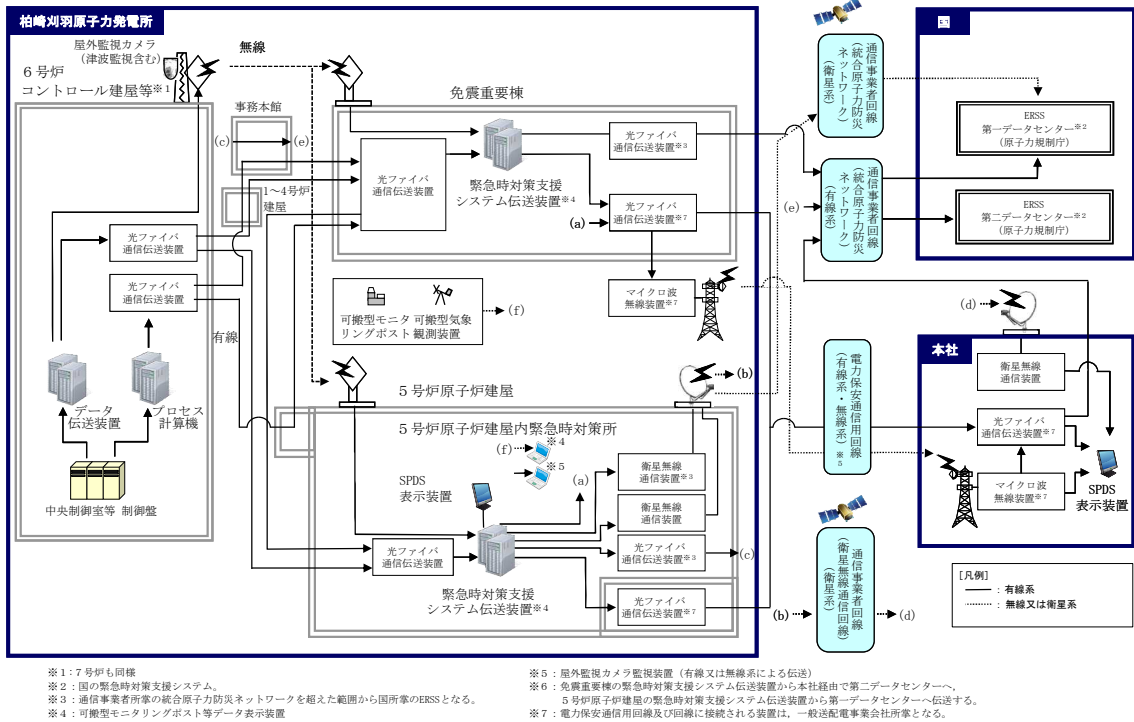 柏崎刈羽原子力発電所
屋外監視カメラ
（津波監視含む）
無線
6号炉
コントロール建屋等※1
事務本館
(c)
(e)
1～4号炉
建屋
光ファイバ
通信伝送装置
光ファイバ
通信伝送装置
有線
データ
伝送装置
プロセス
計算機
中央制御室等 制御盤
免震重要棟
光ファイバ
通信伝送装置
緊急時対策支援
システム伝送装置※4
光ファイバ
通信伝送装置※3
(a)
光ファイバ
通信伝送装置※7
マイクロ波
無線装置※7
可搬型モニタ
リングポスト
可搬型気象
観測装置
(f)
5号炉原子炉建屋
(b)
5号炉原子炉建屋内緊急時対策所
(f)
※4
※5
SPDS
表示装置
(a)
衛星無線
通信装置※3
衛星無線
通信装置
光ファイバ
通信伝送装置
光ファイバ
通信伝送装置※3
(c)
緊急時対策支援
システム伝送装置※4
光ファイバ
通信伝送装置※7
通信事業者回線
（統合原子力防災
ネットワーク）
（衛星系）
(e)
通信事業者回線
（統合原子力防災
ネットワーク）
（有線系）
電力保安通信用回線
（有線系・無線系）※5
(b)
通信事業者回線
（衛星無線通信回線）
（衛星系）
(d)
国
ERSS
第一データセンター※2
（原子力規制庁）
ERSS
第二データセンター※2
（原子力規制庁）
(d)
本社
衛星無線
通信装置
光ファイバ
通信伝送装置※7
マイクロ波
無線装置※7
SPDS
表示装置
［凡例］
：有線系
：無線又は衛星系
※1：7号炉も同様
※2：国の緊急時対策支援システム。
※3：通信事業者所掌の統合原子力防災ネットワークを超えた範囲から国所掌のERSSとなる。
※4：可搬型モニタリングポスト等データ表示装置
※5：屋外監視カメラ監視装置（有線又は無線系による伝送）
※6：免震重要棟の緊急時対策支援システム伝送装置から本社経由で第二データセンターへ，
5号炉原子炉建屋の緊急時対策支援システム伝送装置から第一データセンターへ伝送する。
※7：電力保安通信用回線及び回線に接続される装置は，一般送配電事業会社所掌となる。